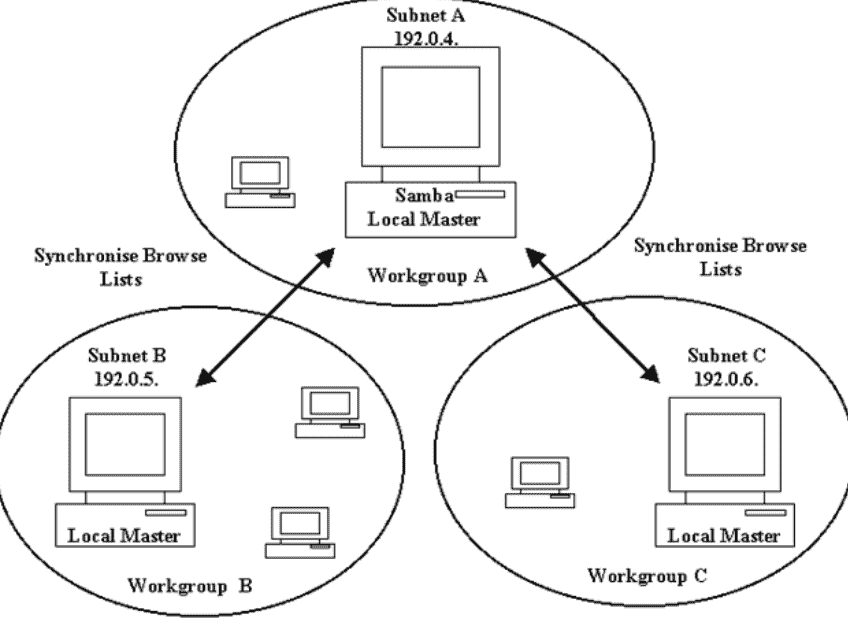 Subnet A
192.0.4.
Samba
Local Master
Workgroup A
Synchronise Browse
Lists
Synchronise Browse
Lists
Subnet B
192.0.5.
Local Master
Workgroup B
Subnet C
192.0.6.
Local Master
Workgroup C